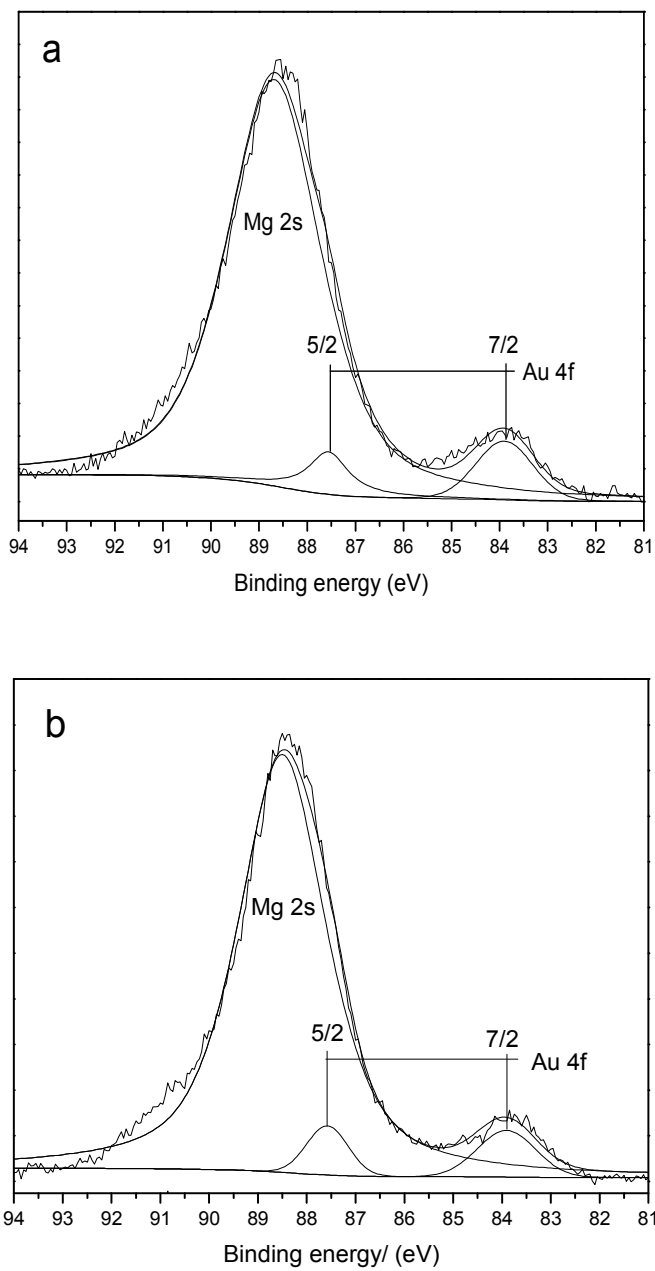 a
Mg 2s
5/2 7/2
Au 4f
94 93 92 91 90 89 88 87 86 85 84 83 82 81
Binding energy (eV)
b
Mg 2s
5/2 7/2
Au 4f
94 93 92 91 90 89 88 87 86 85 84 83 82 81
Binding energy/ (eV)